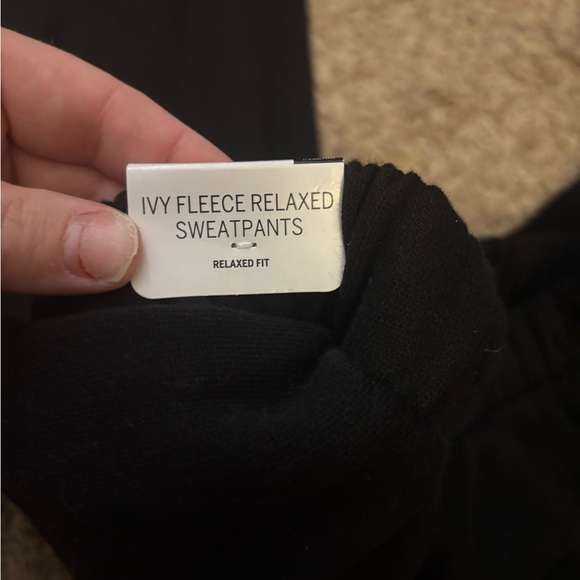 IVY FLEECE RELAXED
SWEATPANTS
RELAXED FIT